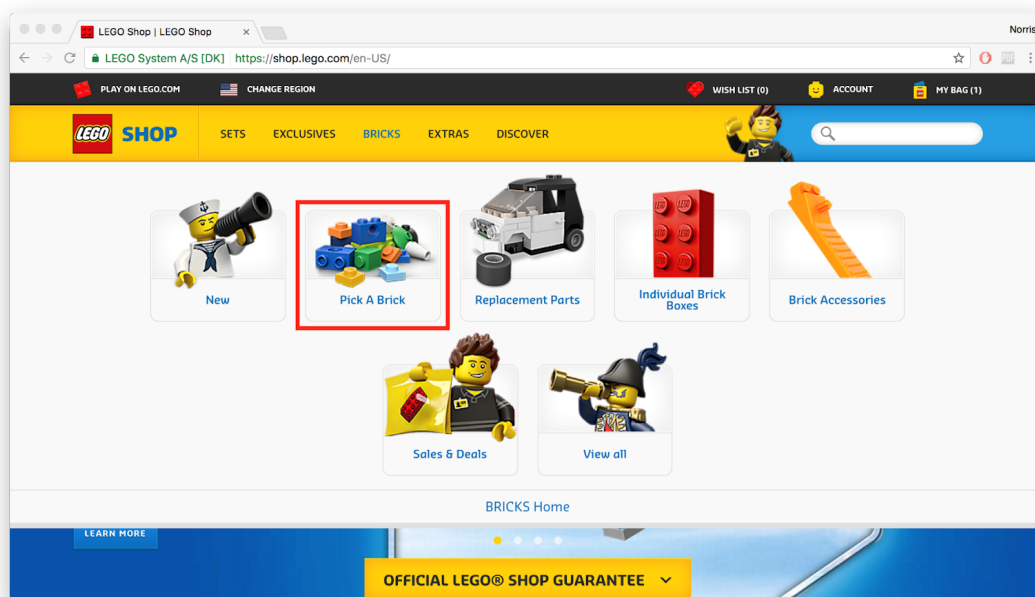 LEGO Shop | LEGO Shop
Norris
LEGO System A/S [DK] https://shop.lego.com/en-US/
PLAY ON LEGO.COM
CHANGE REGION
WISH LIST (0)
ACCOUNT
MY BAG (1)
LEGO SHOP
SETS
EXCLUSIVES
BRICKS
EXTRAS
DISCOVER
New
Pick A Brick
Replacement Parts
Individual Brick
Boxes
Brick Accessories
Sales & Deals
View all
BRICKS Home
LEARN MORE
OFFICIAL LEGO® SHOP GUARANTEE